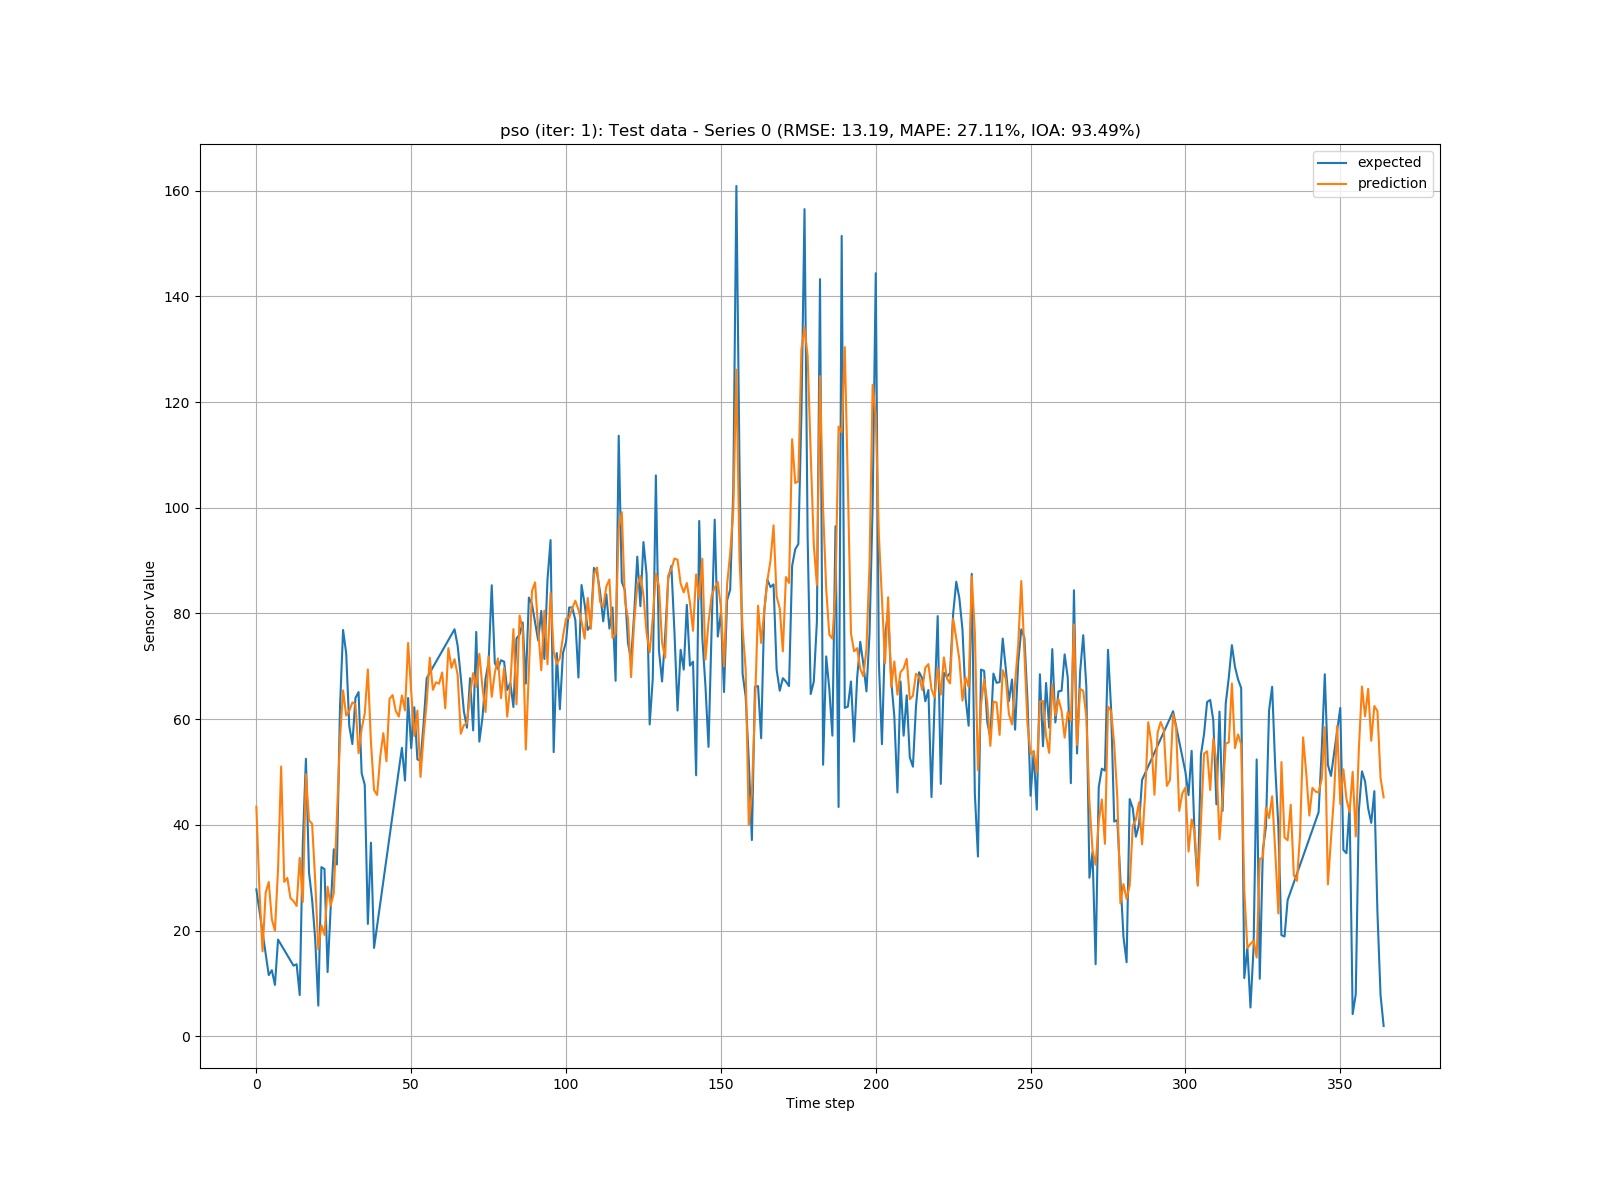 pso (iter: 1): Test data - Series 0 (RMSE: 13.19, MAPE: 27.11%, IOA: 93.49%)
expected
prediction
160
140
120
100
80
60
40
20
0
Sensor Value
0 50 100 150 200 250 300 350
Time step